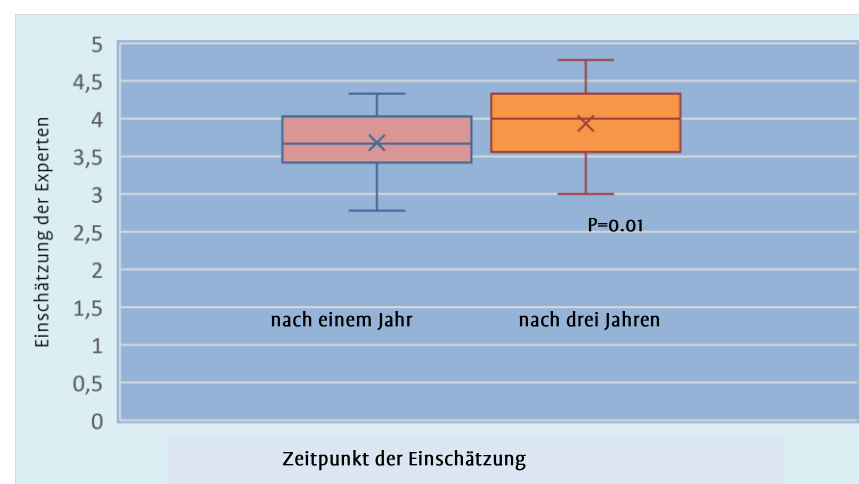 Einschätzung der Experten
5
4,5
4
3,5
3
2,5
2
1,5
1
0,5
0
P=0.01
nach einem Jahr
nach drei Jahren
Zeitpunkt der Einschätzung